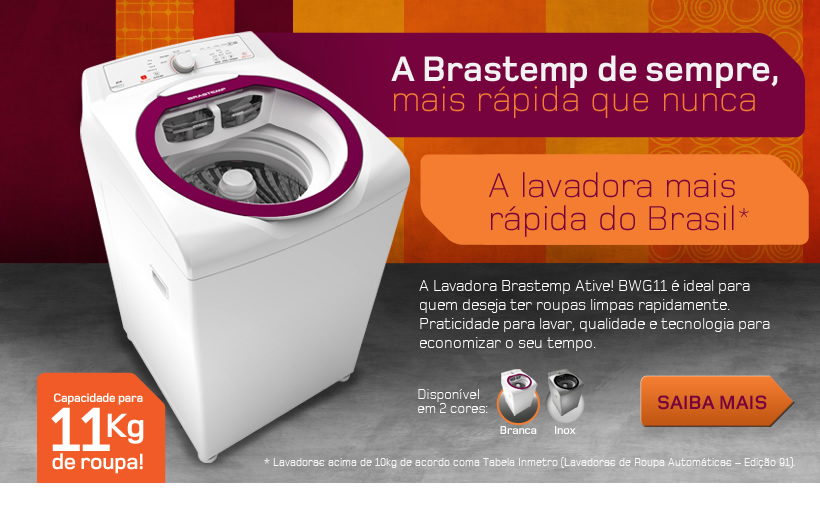 BRASTEMP
A Brastemp de sempre,
mais rápida que nunca
A lavadora mais
rápida do Brasil*
A Lavadora Brastemp Ative! BWG11 é ideal para
quem deseja ter roupas limpas rapidamente.
Praticidade para lavar, qualidade e tecnologia para
economizar o seu tempo.
Disponível
em 2 cores:
Branca
Inox
SAIBA MAIS
Capacidade para
11Kg
de roupa!
* Lavadoras acima de 10kg de acordo coma Tabela Inmetro (Lavadoras de Roupa Automáticas – Edição 91)